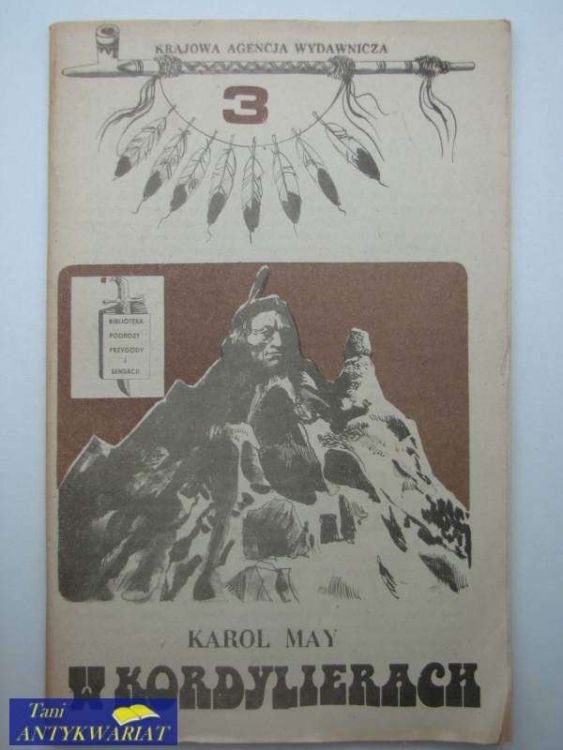 KRAJOWA AGENCJA WYDAWNICZA
3
BIBLIOTEKA
PODRÓŻY
PRZYGODY
I
SENSACJI
KAROL MAY
W KORDYLIERACH
Tani
ANTYKWARIAT